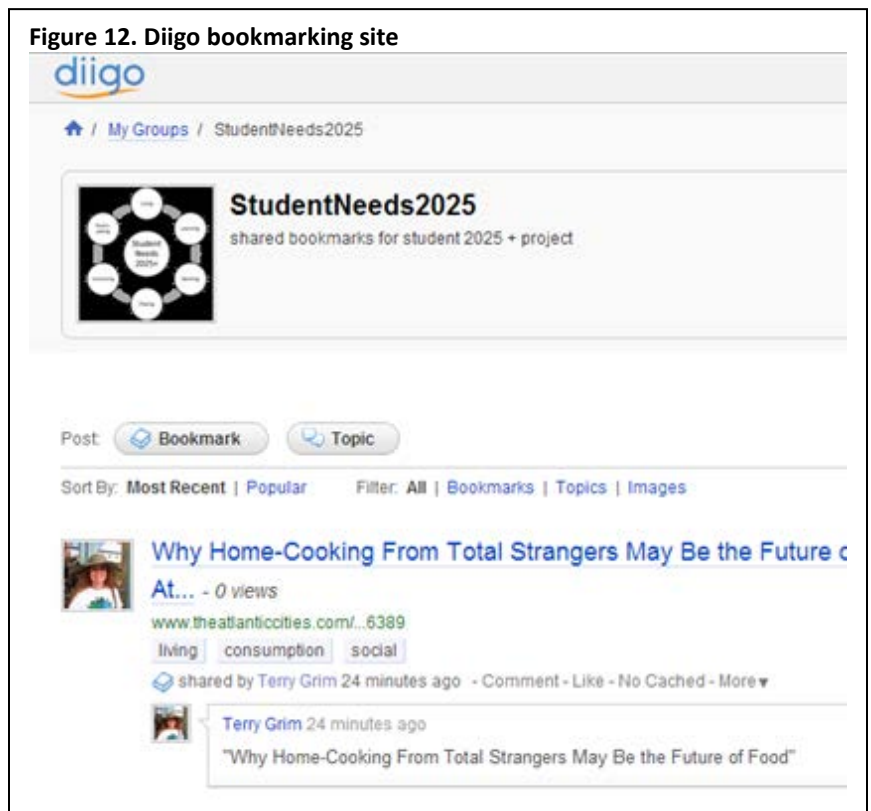 Figure 12. Diigo bookmarking site
diigo
/ My Groups / StudentNeeds2025
StudentNeeds2025
shared bookmarks for student 2025 + project
Student
Needs
2025+
Post: Bookmark Topic
Sort By: Most Recent | Popular Filter: All | Bookmarks | Topics | Images
Why Home-Cooking From Total Strangers May Be the Future
At... - 0 views
www.theatlanticcities.com/...6389
living consumption social
shared by Terry Grim 24 minutes ago - Comment - Like - No Cached - More ▾
Terry Grim 24 minutes ago
"Why Home-Cooking From Total Strangers May Be the Future of Food"